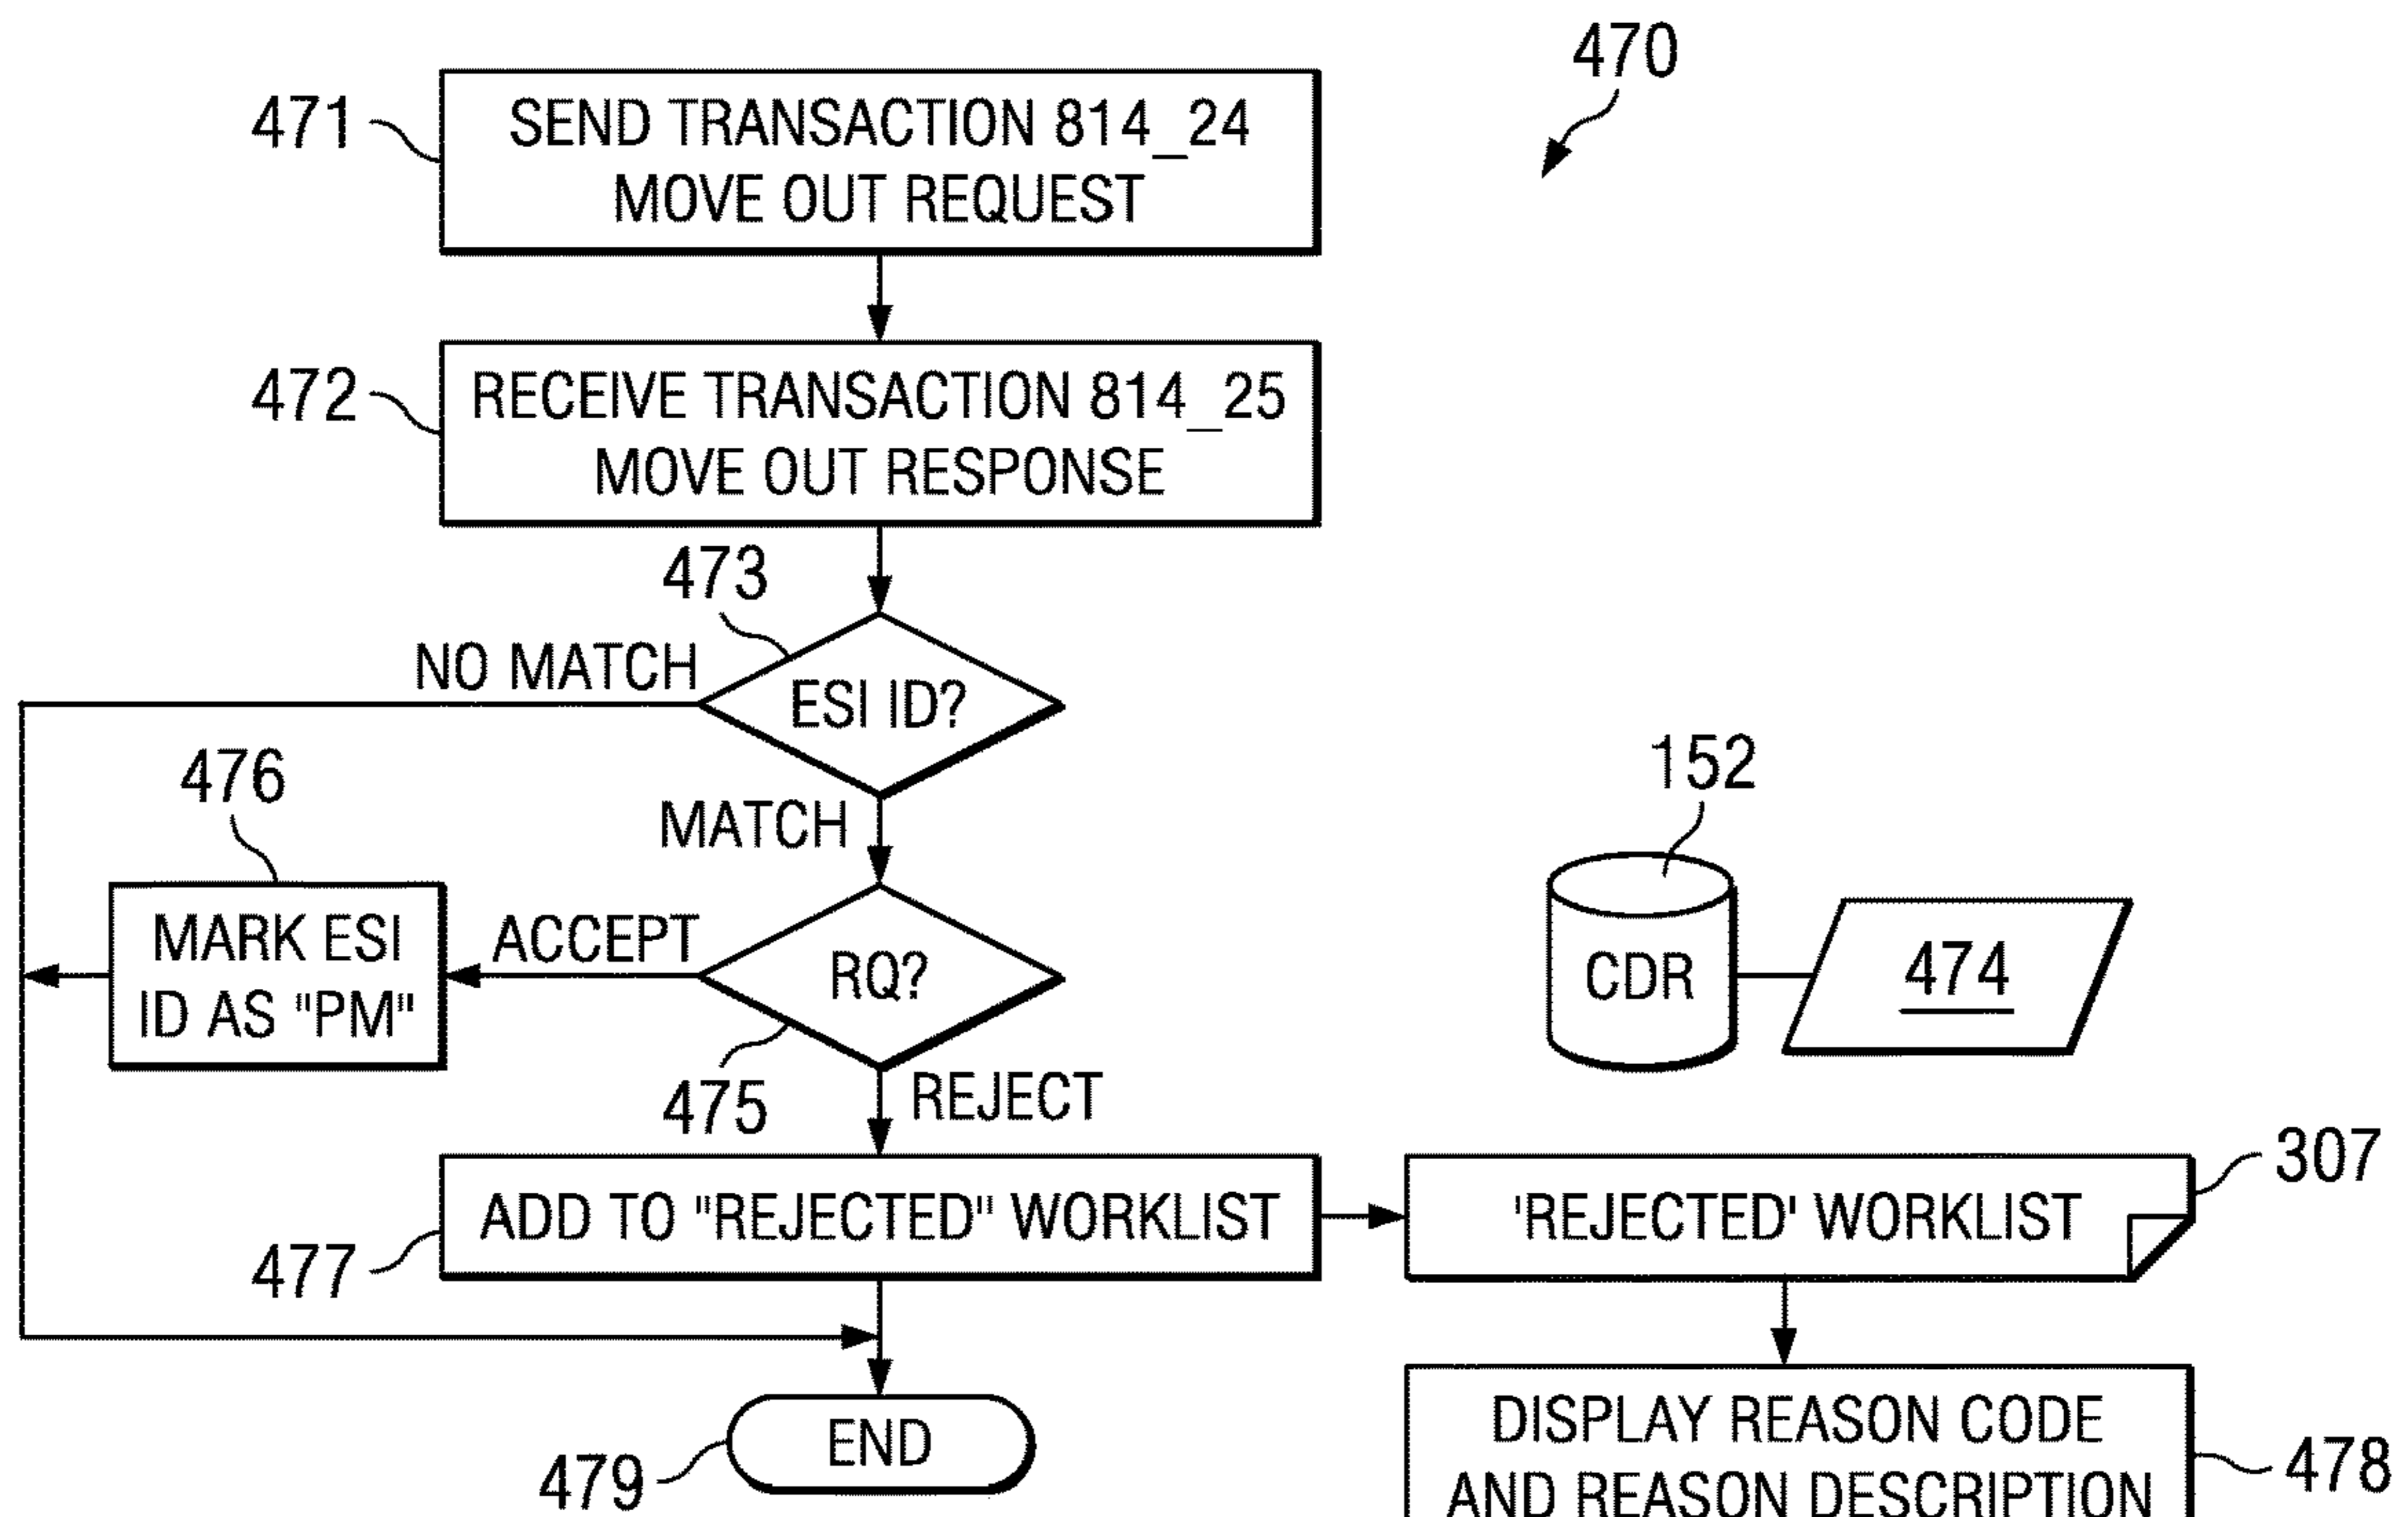 470
471
SEND TRANSACTION 814_24
MOVE OUT REQUEST
472
RECEIVE TRANSACTION 814_25
MOVE OUT RESPONSE
473
NO MATCH
ESI ID?
MATCH
476
MARK ESI
ID AS "PM"
ACCEPT
RQ?
475
REJECT
152
CDR
474
477
ADD TO "REJECTED" WORKLIST
'REJECTED' WORKLIST
307
END
479
DISPLAY REASON CODE
AND REASON DESCRIPTION
478